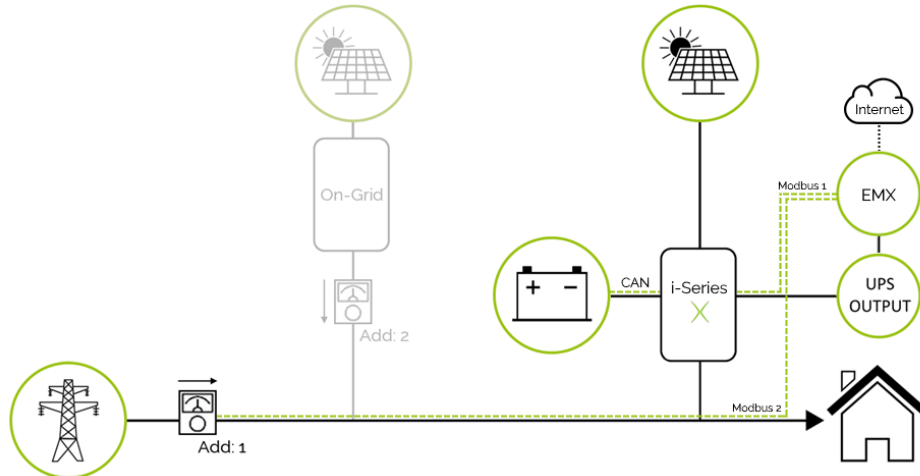 Internet
On-Grid
Modbus 1
EMX
CAN
i-Series
X
UPS
OUTPUT
Add: 2
Modbus 2
Add: 1